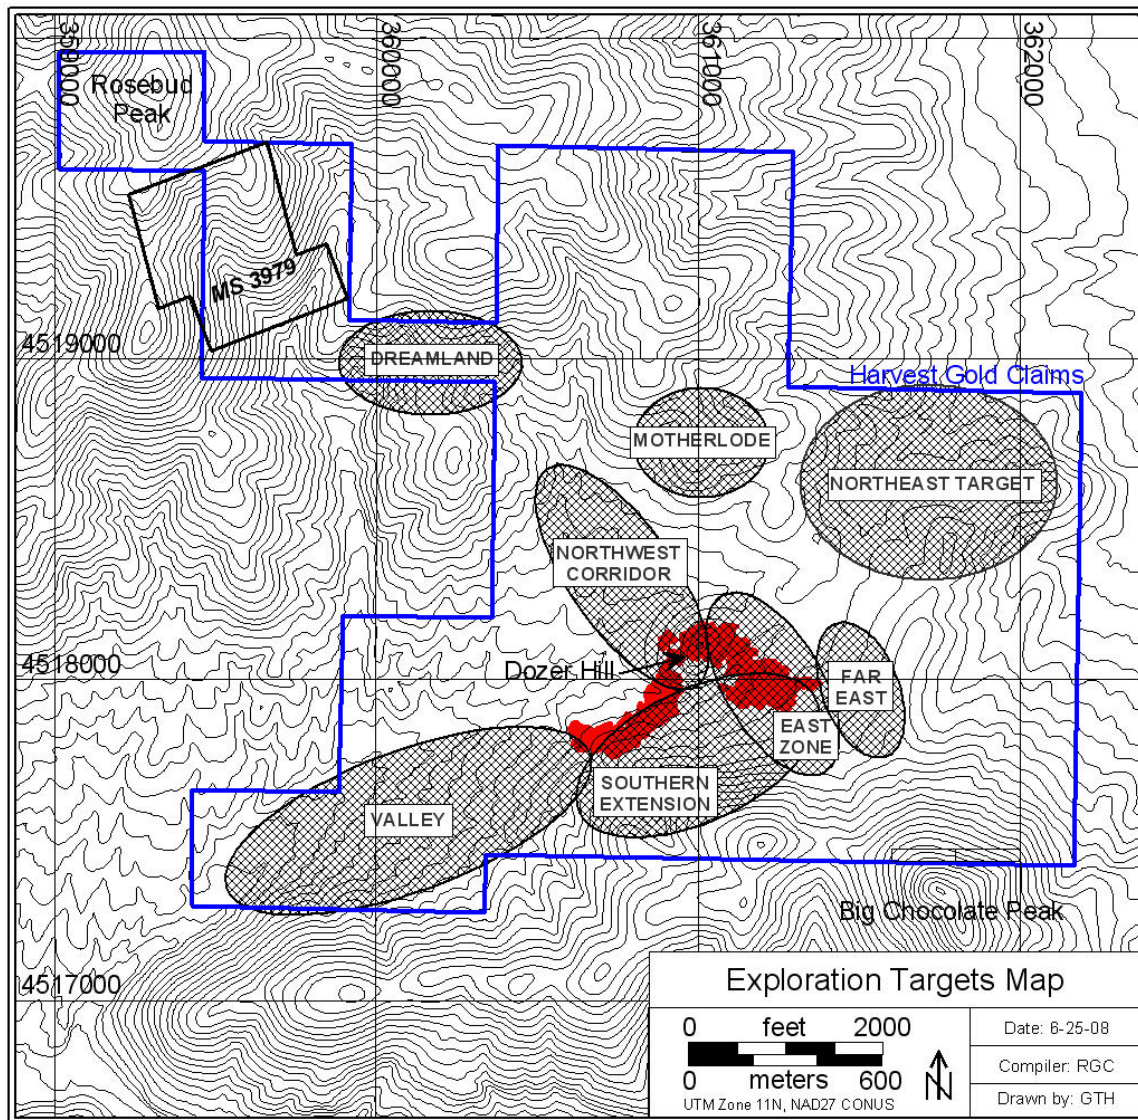 359000
360000
361000
362000
Rosebud
Peak
MS 3979
4519000
DREAMLAND
Harvest Gold Claims
MOTHERLODE
NORTHEAST TARGET
NORTHWEST
CORRIDOR
4518000
Dozer Hill
FAR
EAST
EAST
ZONE
SOUTHERN
EXTENSION
VALLEY
Big Chocolate Peak
4517000
Exploration Targets Map
0 feet 2000
0 meters 600
UTM Zone 11N, NAD27 CONUS
N
Date: 6-25-08
Compiler: RGC
Drawn by: GTH